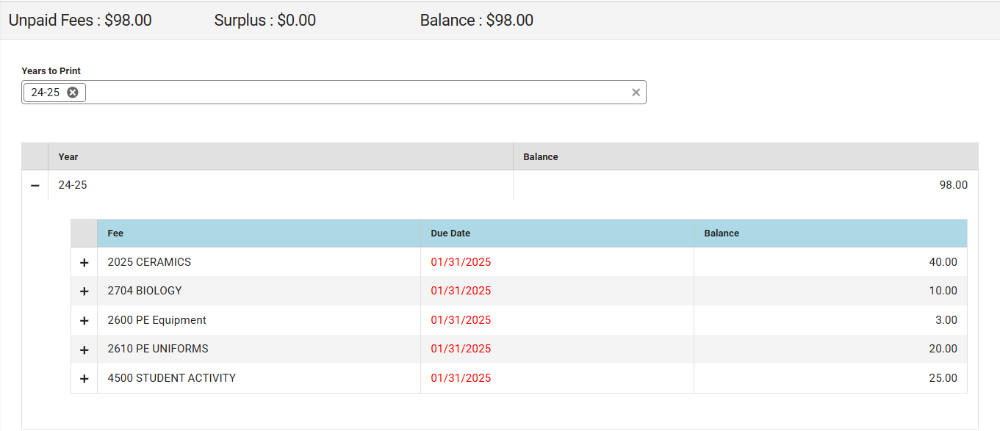 Unpaid Fees : $98.00 Surplus : $0.00 Balance : $98.00
Years to Print
24-25
Year Balance
24-25 98.00
Fee Due Date Balance
2025 CERAMICS 01/31/2025 40.00
2704 BIOLOGY 01/31/2025 10.00
2600 PE Equipment 01/31/2025 3.00
2610 PE UNIFORMS 01/31/2025 20.00
4500 STUDENT ACTIVITY 01/31/2025 25.00